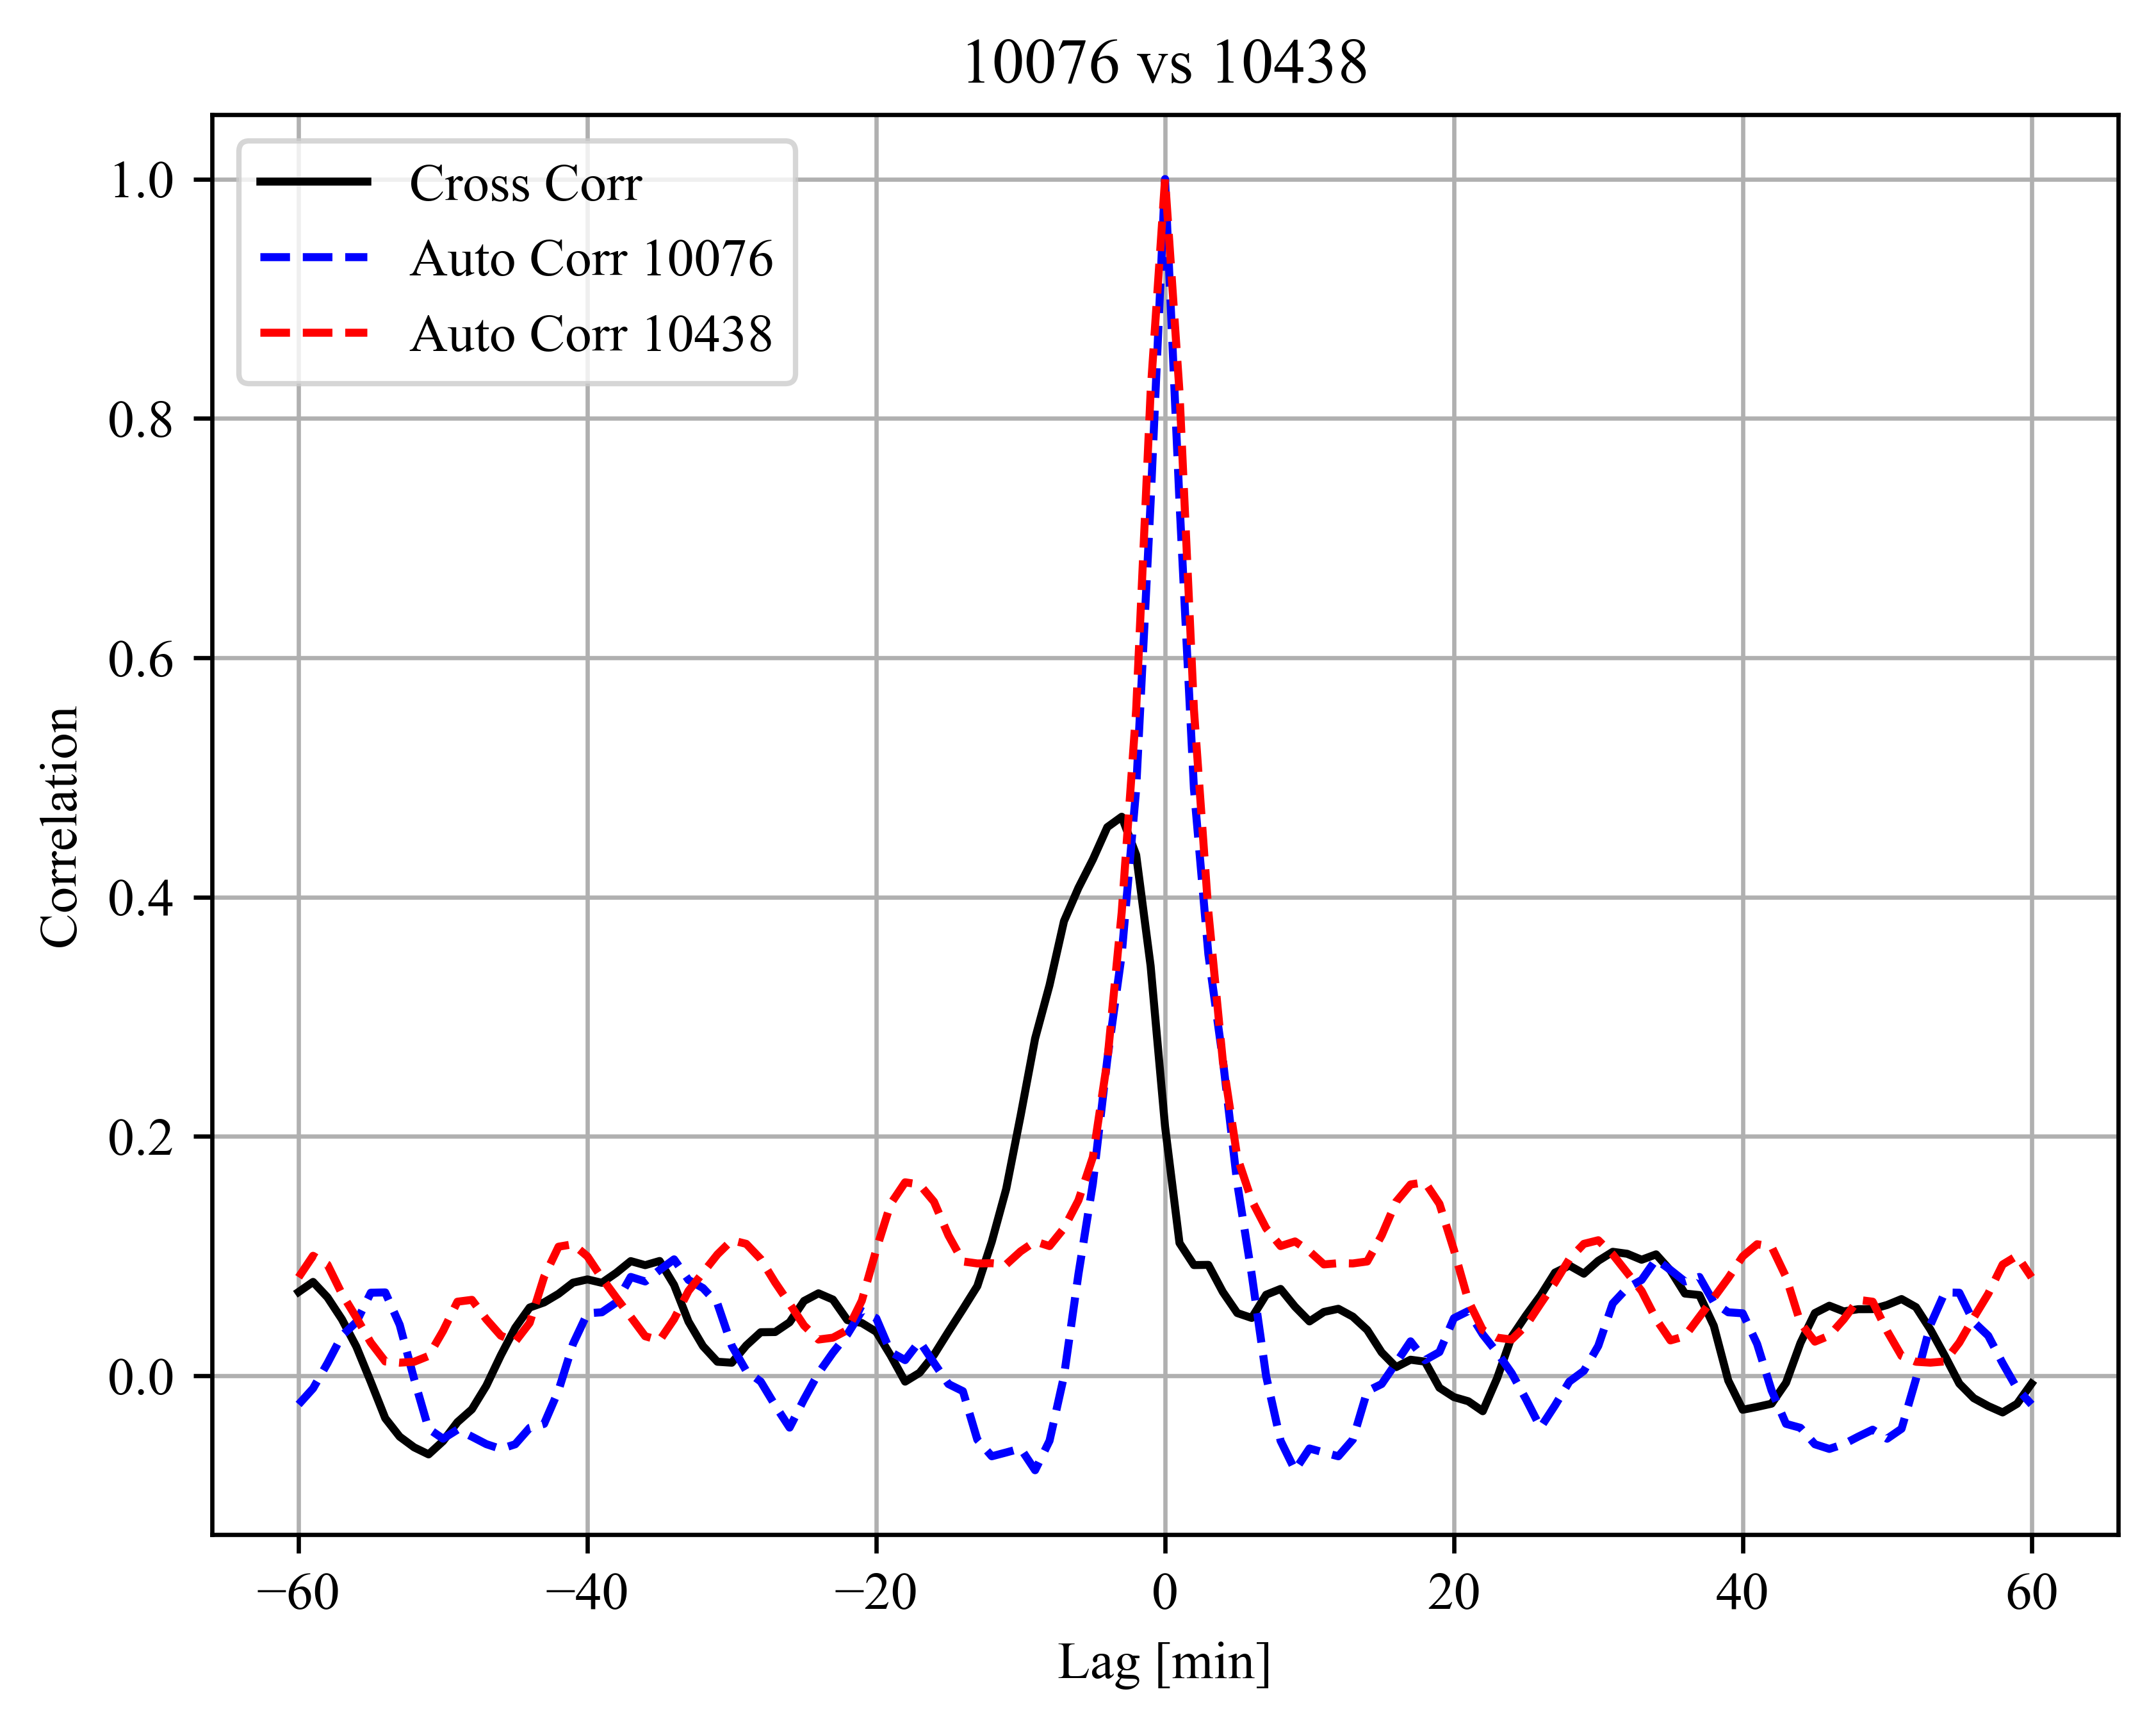 10076 vs 10438
Cross Corr
Auto Corr 10076
Auto Corr 10438
1.0
0.8
0.6
0.4
0.2
0.0
Correlation
−60 −40 −20 0 20 40 60
Lag [min]